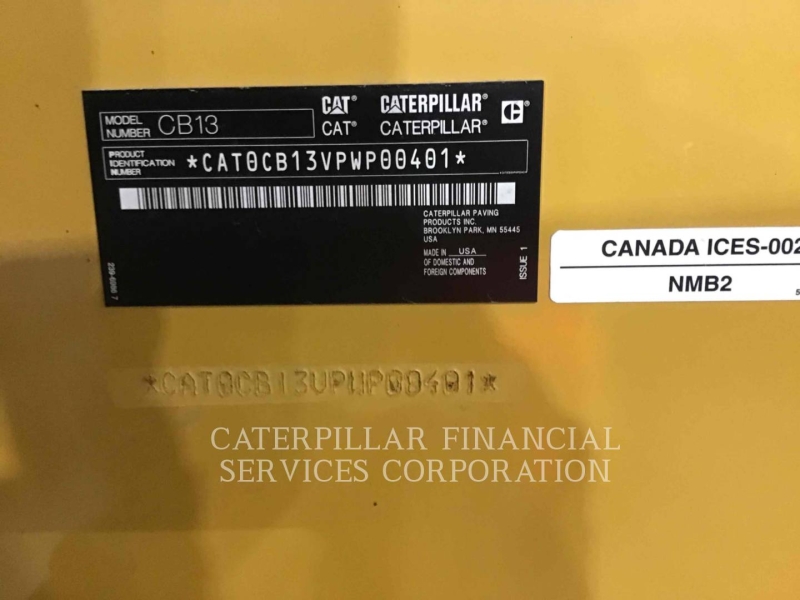 MODEL NUMBER CB13
CAT® CATERPILLAR® C®
CAT® CATERPILLAR®
PRODUCT
IDENTIFICATION
NUMBER
*CAT0CB13VPWP00401*
CATERPILLAR PAVING
PRODUCTS INC.
BROOKLYN PARK, MN 55445
USA
MADE IN USA
OF DOMESTIC AND
FOREIGN COMPONENTS
ISSUE 1
CANADA ICES-002
NMB2
*CAT0CB13VPWP00401*
CATERPILLAR FINANCIAL
SERVICES CORPORATION